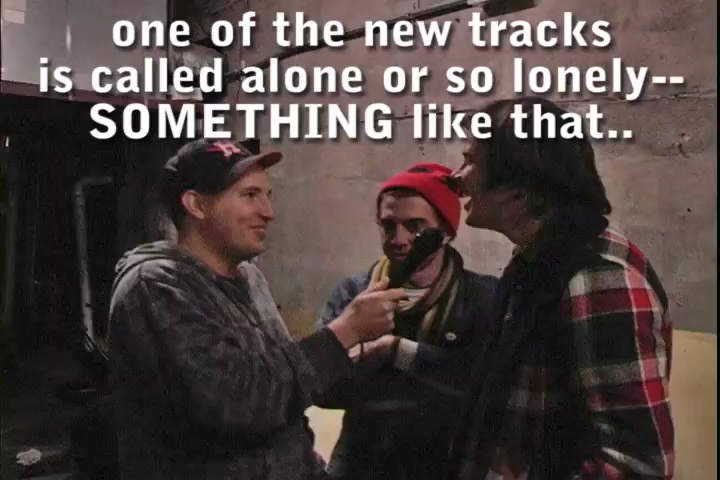 one of the new tracks
is called alone or so lonely--
SOMETHING like that..